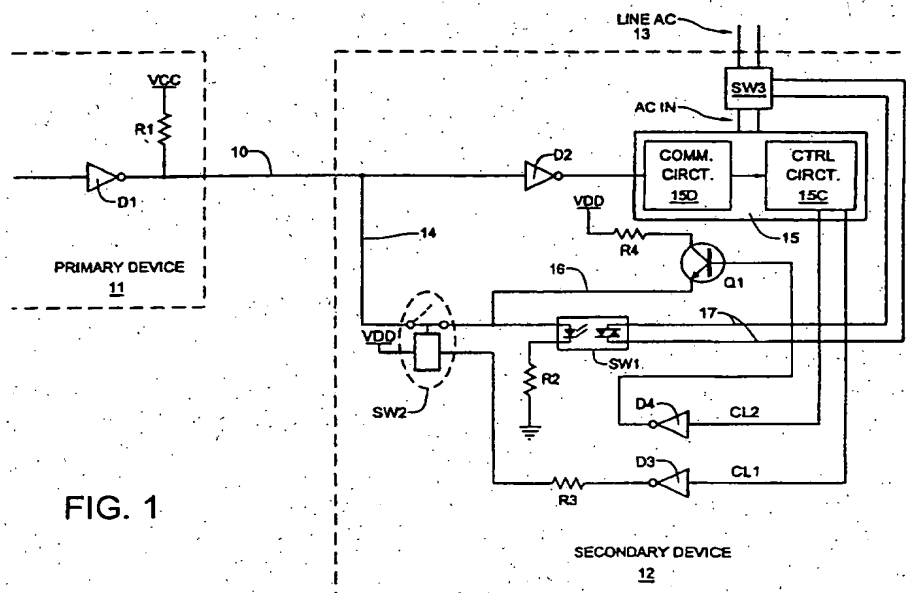 LINE AC
13
VCC
SW3
R1
AC IN
10
D2
COMM.
CIRCT.
15D
CTRL
CIRCT.
15C
D1
VDD
15
14
R4
PRIMARY DEVICE
11
16
Q1
17
VDD
SW1
R2
SW2
D4
CL2
D3
CL1
R3
FIG. 1
SECONDARY DEVICE
12